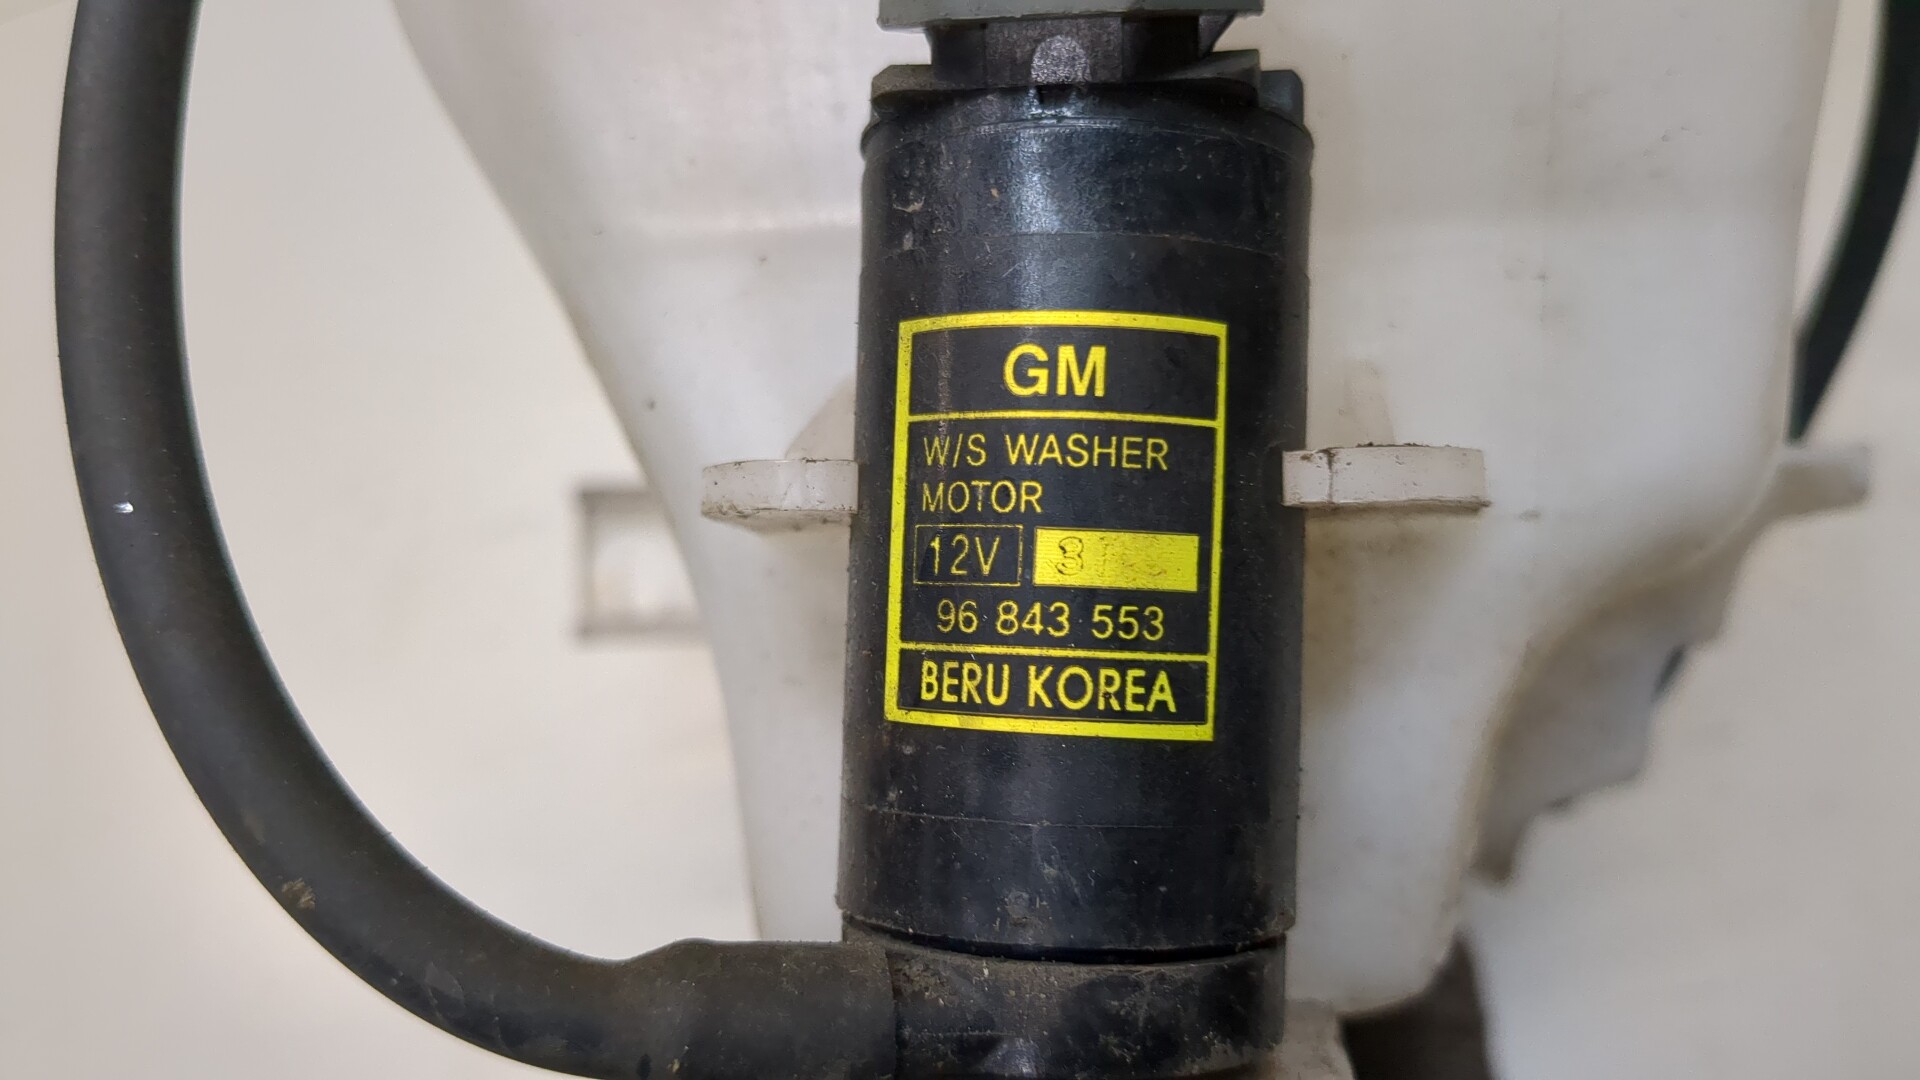 GM
W/S WASHER
MOTOR
12V
96 843 553
BERU KOREA